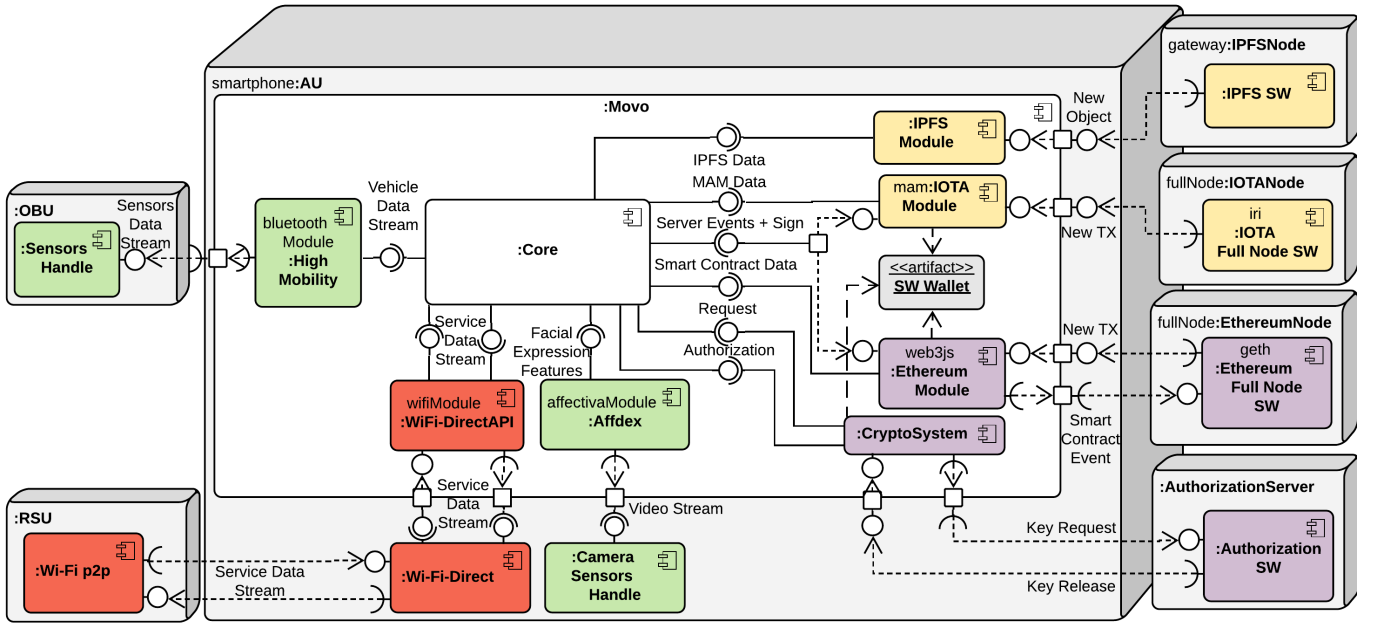 smartphone:AU
:Movo
gateway:IPFSNode
:IPFS SW
New
Object
:IPFS
Module
IPFS Data
MAM Data
mam:IOTA
Module
New TX
fullNode:IOTANode
iri
:IOTA
Full Node SW
:OBU
Sensors
Data
Stream
:Sensors
Handle
bluetooth
Module
:High
Mobility
Vehicle
Data
Stream
:Core
Server Events + Sign
Smart Contract Data
Request
Authorization
<<artifact>>
SW Wallet
web3js
:Ethereum
Module
New TX
fullNode:EthereumNode
geth
:Ethereum
Full Node
SW
Smart
Contract
Event
Service
Data
Stream
Facial
Expression
Features
wifiModule
:WiFi-DirectAPI
affectivaModule
:Affdex
:CryptoSystem
Service
Data
Stream
Video Stream
:RSU
:Wi-Fi p2p
Service Data
Stream
:Wi-Fi-Direct
:Camera
Sensors
Handle
:AuthorizationServer
Key Request
:Authorization
SW
Key Release